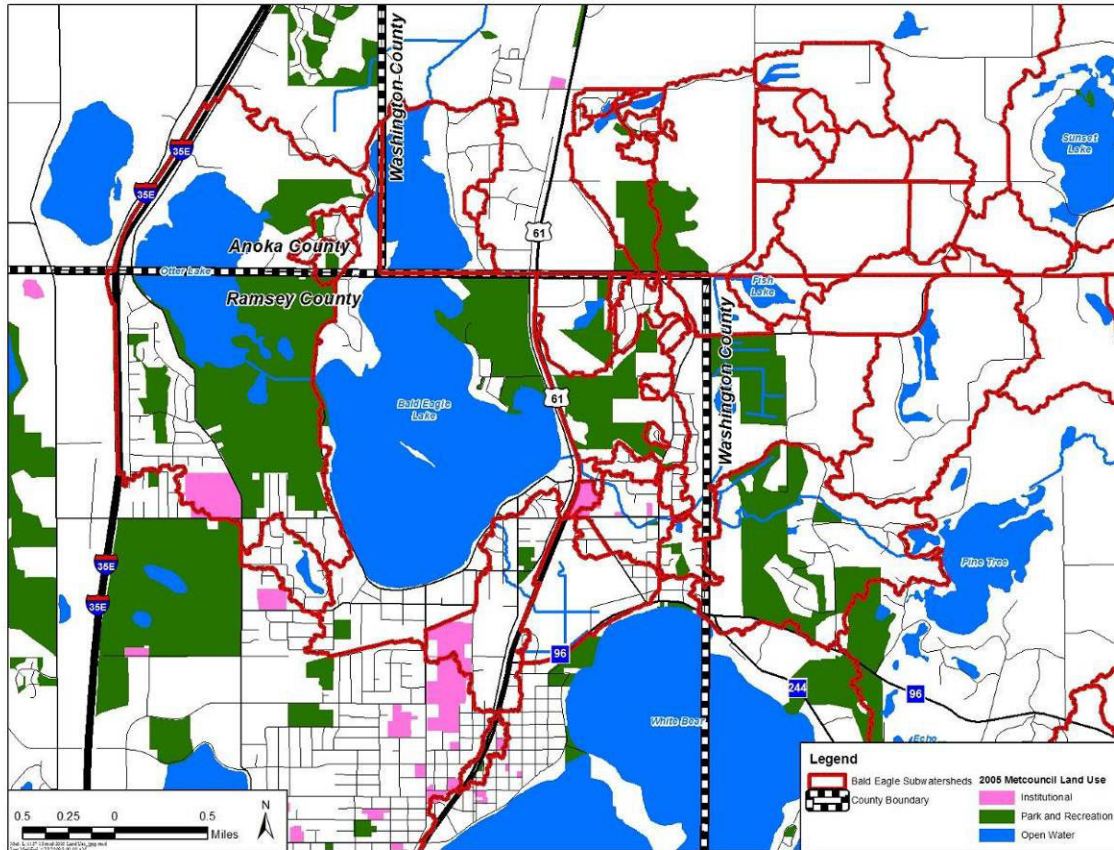 Washington County
35E
Sunset
Lake
35E
61
Anoka County
Otter Lake
Ramsey County
Fish
Lake
61
Washington County
Bald Eagle
Lake
Pine Tree
35E
35E
96
244
96
White Bear
Echo
Legend
Bald Eagle Subwatersheds
County Boundary
2005 Metcouncil Land Use
Institutional
Park and Recreation
Open Water
0.5 0.25 0 0.5
Miles
N